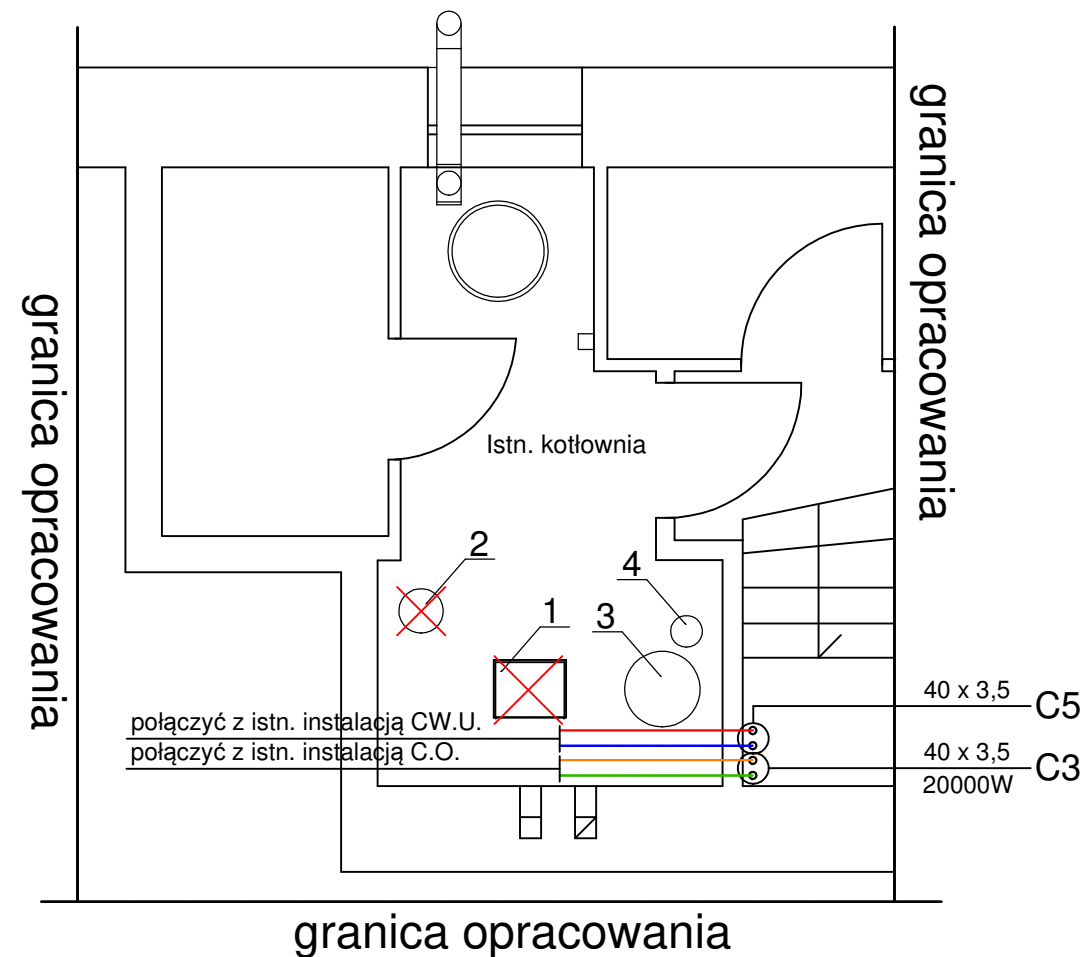 granica opracowania
granica opracowania
Istn. kotłownia
2
4
1
3
połączyć z istn. instalacją CW.U.
40 x 3,5
C5
połączyć z istn. instalacją C.O.
40 x 3,5
C3
20000W
granica opracowania